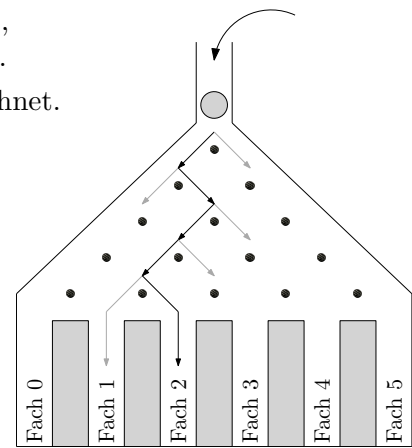 ,
.
hnet.
Fach 0
Fach 1
Fach 2
Fach 3
Fach 4
Fach 5